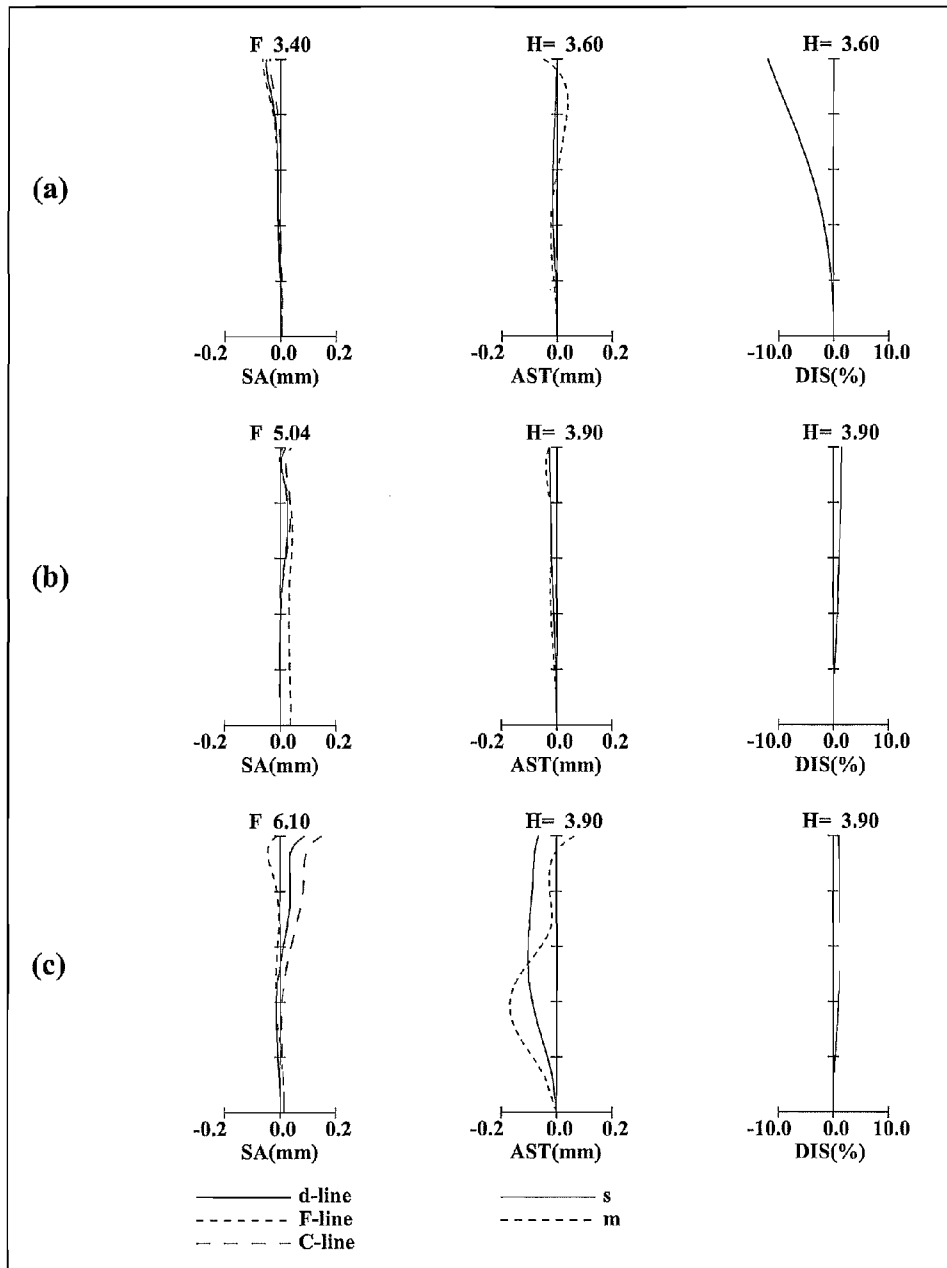 F 3.40 H= 3.60 H= 3.60
(a)
-0.2 0.0 0.2 -0.2 0.0 0.2 -10.0 0.0 10.0
SA(mm) AST(mm) DIS(%)
F 5.04 H= 3.90 H= 3.90
(b)
-0.2 0.0 0.2 -0.2 0.0 0.2 -10.0 0.0 10.0
SA(mm) AST(mm) DIS(%)
F 6.10 H= 3.90 H= 3.90
(c)
-0.2 0.0 0.2 -0.2 0.0 0.2 -10.0 0.0 10.0
SA(mm) AST(mm) DIS(%)
d-line s
F-line m
C-line